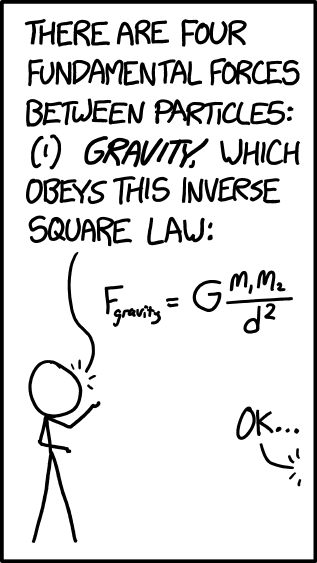 THERE ARE FOUR
FUNDAMENTAL FORCES
BETWEEN PARTICLES:
(1) GRAVITY, WHICH
OBEYS THIS INVERSE
SQUARE LAW:
F_gravity = G m₁m₂/d²
OK...